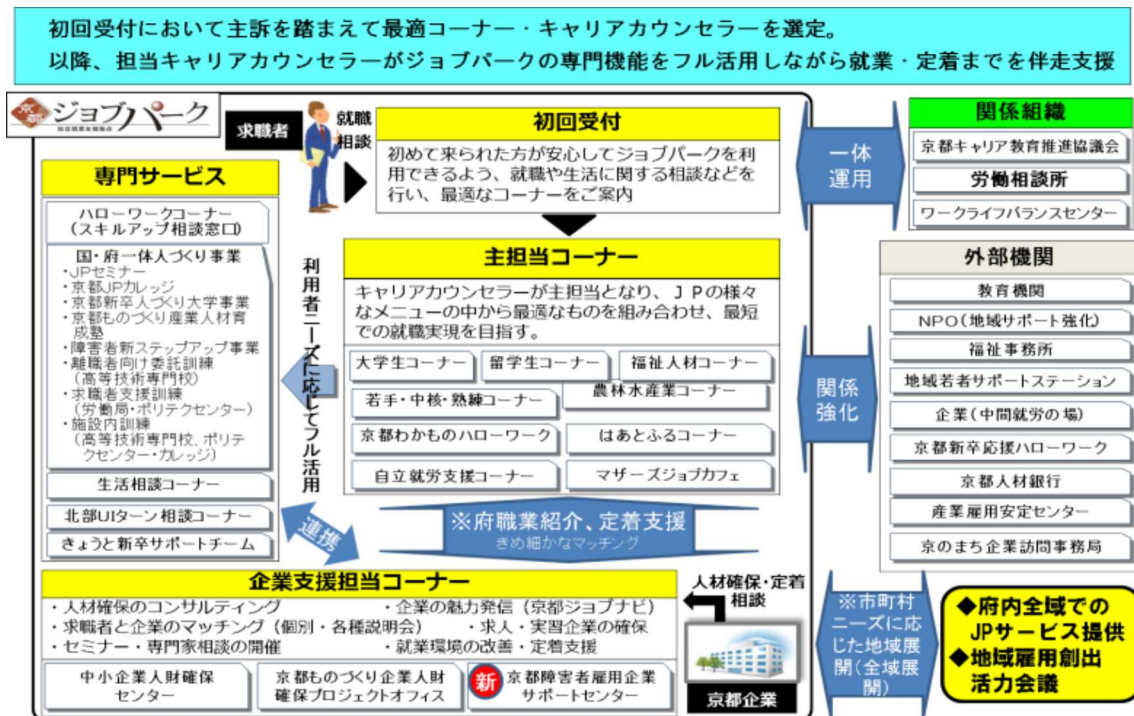 初回受付において主訴を踏まえて最適コーナー・キャリアカウンセラーを選定。
以降、担当キャリアカウンセラーがジョブパークの専門機能をフル活用しながら就業・定着までを伴走支援
京都
ジョブパーク
求職者
就職
相談
初回受付
初めて来られた方が安心してジョブパークを利
用できるよう、就職や生活に関する相談などを
行い、最適なコーナーをご案内
一体
運用
関係組織
京都キャリア教育推進協議会
労働相談所
ワークライフバランスセンター
専門サービス
ハローワークコーナー
(スキルアップ相談窓口)
国・府一体人づくり事業
・JPセミナー
・京都JPカレッジ
・京都新卒人づくり大学事業
・京都ものづくり産業人材育
成塾
・障害者新ステップアップ事業
・離職者向け委託訓練
(高等技術専門校)
・求職者支援訓練
(労働局・ポリテクセンター)
・施設内訓練
(高等技術専門校、ポリテ
クセンター・カレッジ)
生活相談コーナー
北部UIターン相談コーナー
きょうと新卒サポートチーム
利用者ニーズに応じてフル活用
主担当コーナー
キャリアカウンセラーが主担当となり、JPの様々
なメニューの中から最適なものを組み合わせ、最短
での就職実現を目指す。
大学生コーナー
留学生コーナー
福祉人材コーナー
若手・中核・熟練コーナー
農林水産業コーナー
京都わかものハローワーク
はあとふるコーナー
自立就労支援コーナー
マザーズジョブカフェ
関係
強化
外部機関
教育機関
NPO(地域サポート強化)
福祉事務所
地域若者サポートステーション
企業(中間就労の場)
京都新卒応援ハローワーク
京都人材銀行
産業雇用安定センター
京のまち企業訪問事務局
連携
※府職業紹介、定着支援
きめ細かなマッチング
企業支援担当コーナー
・人材確保のコンサルティング
・企業の魅力発信(京都ジョブナビ)
・求職者と企業のマッチング(個別・各種説明会)
・求人・実習企業の確保
・セミナー・専門家相談の開催
・就業環境の改善・定着支援
中小企業人財確保
センター
京都ものづくり企業人財
確保プロジェクトオフィス
新
京都障害者雇用企業
サポートセンター
人材確保・定着
相談
京都企業
※市町村
ニーズに応
じた地域展
開(全域展
開)
◆府内全域での
JPサービス提供
◆地域雇用創出
活力会議